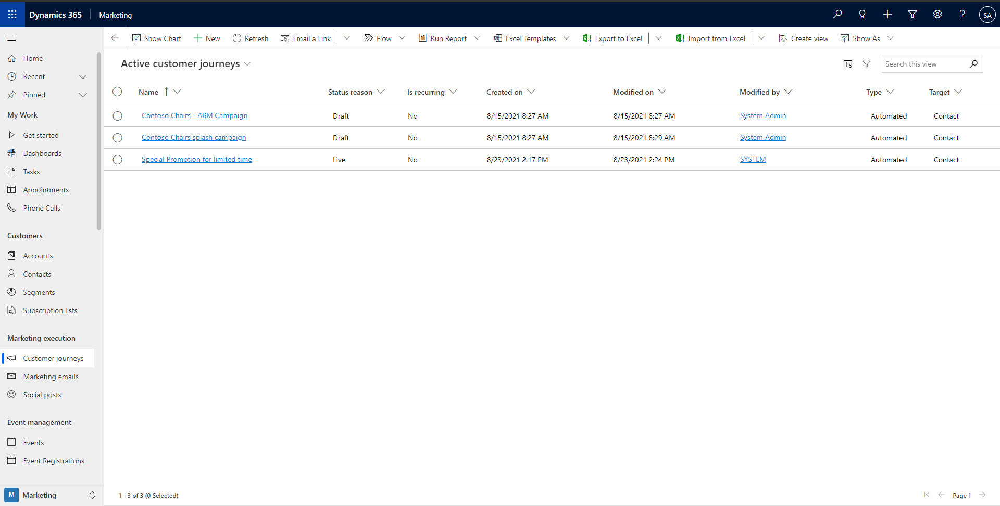 Dynamics 365 Marketing SA
Show Chart New Refresh Email a Link Flow Run Report Excel Templates Export to Excel Import from Excel Create view Show As
Home
Recent
Pinned
My Work
Get started
Dashboards
Tasks
Appointments
Phone Calls
Customers
Accounts
Contacts
Segments
Subscription lists
Marketing execution
Customer journeys
Marketing emails
Social posts
Event management
Events
Event Registrations
M Marketing
Active customer journeys
Search this view
Name Status reason Is recurring Created on Modified on Modified by Type Target
Contoso Chairs - ABM Campaign Draft No 8/15/2021 8:27 AM 8/15/2021 8:27 AM System Admin Automated Contact
Contoso Chairs splash campaign Draft No 8/15/2021 8:27 AM 8/15/2021 8:29 AM System Admin Automated Contact
Special Promotion for limited time Live No 8/23/2021 2:17 PM 8/23/2021 2:24 PM SYSTEM Automated Contact
1 - 3 of 3 (0 Selected) Page 1